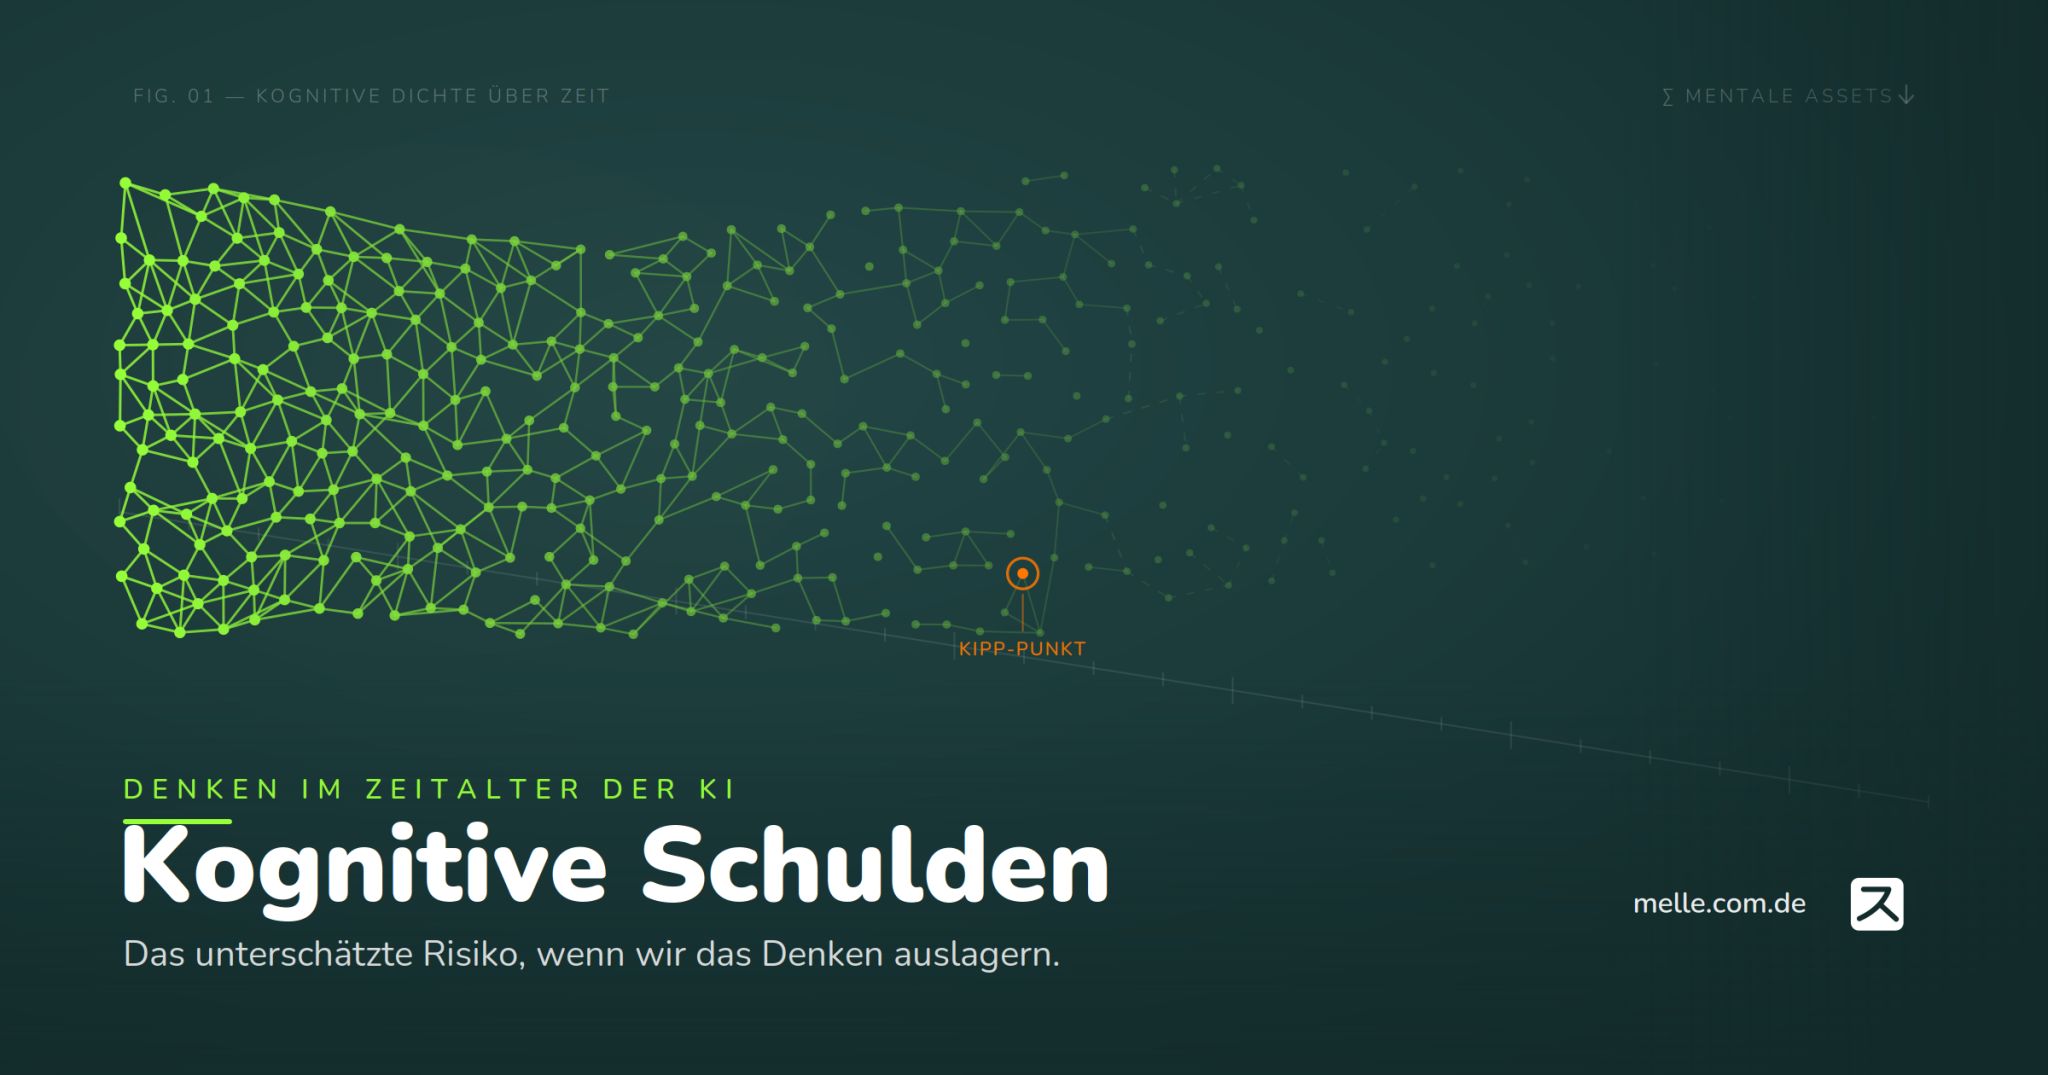 FIG. 01 — KOGNITIVE DICHTE ÜBER ZEIT
∑ MENTALE ASSETS↓
KIPP-PUNKT
DENKEN IM ZEITALTER DER KI
Kognitive Schulden
Das unterschätzte Risiko, wenn wir das Denken auslagern.
melle.com.de
ス